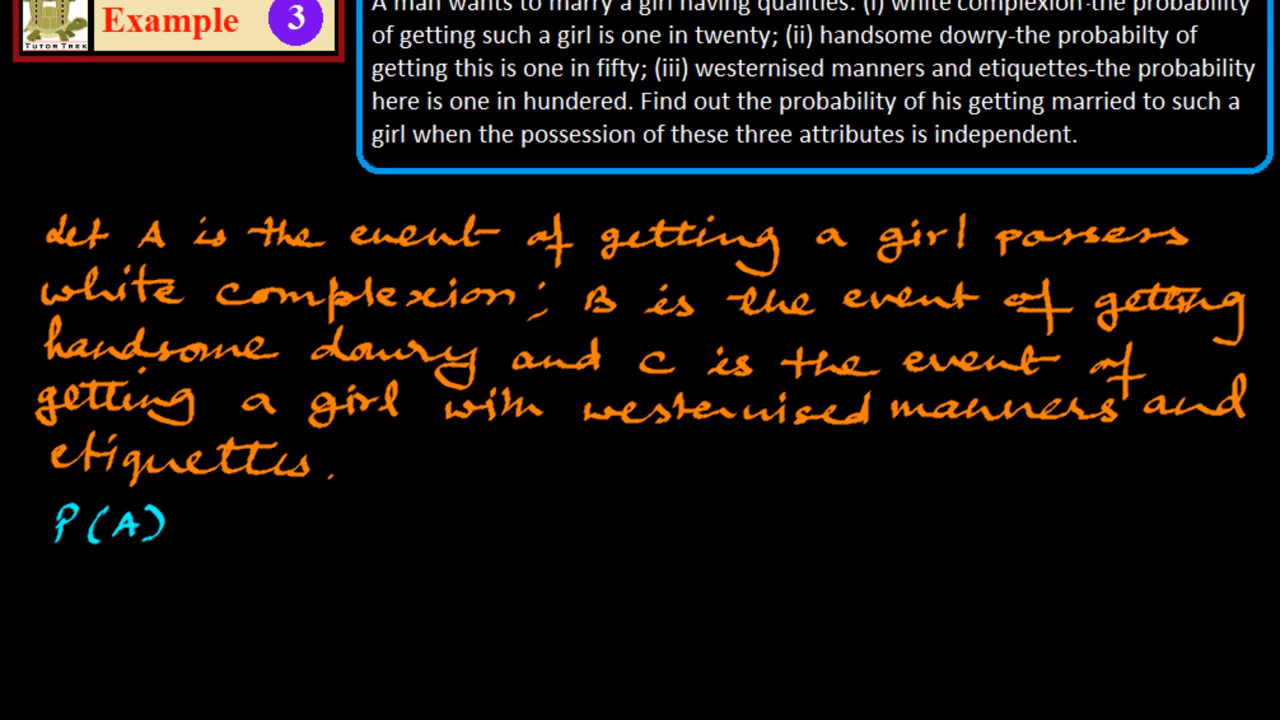 Example 3
TUTOR TREK
A man wants to marry a girl having qualities: (i) white complexion-the probability
of getting such a girl is one in twenty; (ii) handsome dowry-the probabilty of
getting this is one in fifty; (iii) westernised manners and etiquettes-the probability
here is one in hundered. Find out the probability of his getting married to such a
girl when the possession of these three attributes is independent.
Let A is the event of getting a girl possess
white complexion; B is the event of getting
handsome dowry and C is the event of
getting a girl with westernised manners and
etiquettes.
P(A)